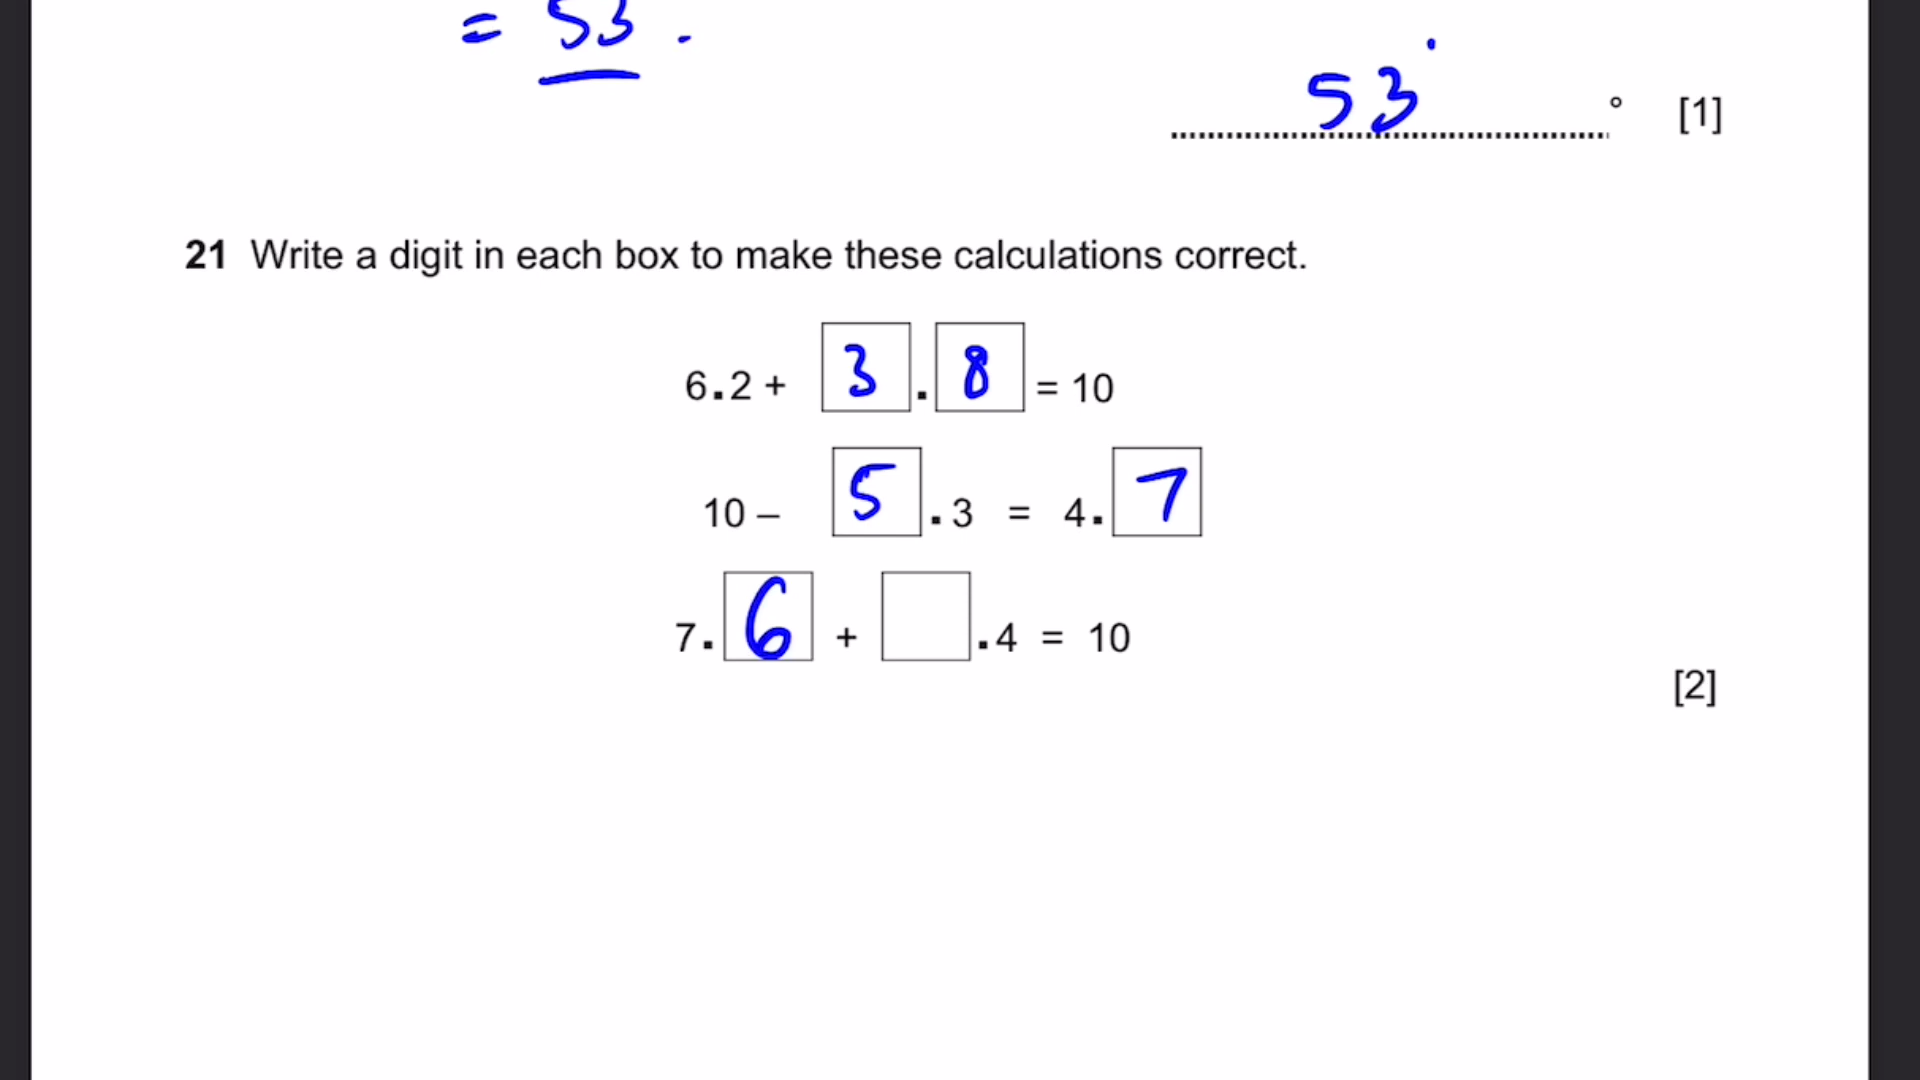 = 53 .
53 ° [1]
21 Write a digit in each box to make these calculations correct.
6.2 + 3 . 8 = 10
10 – 5 .3 = 4. 7
7. 6 + .4 = 10
[2]